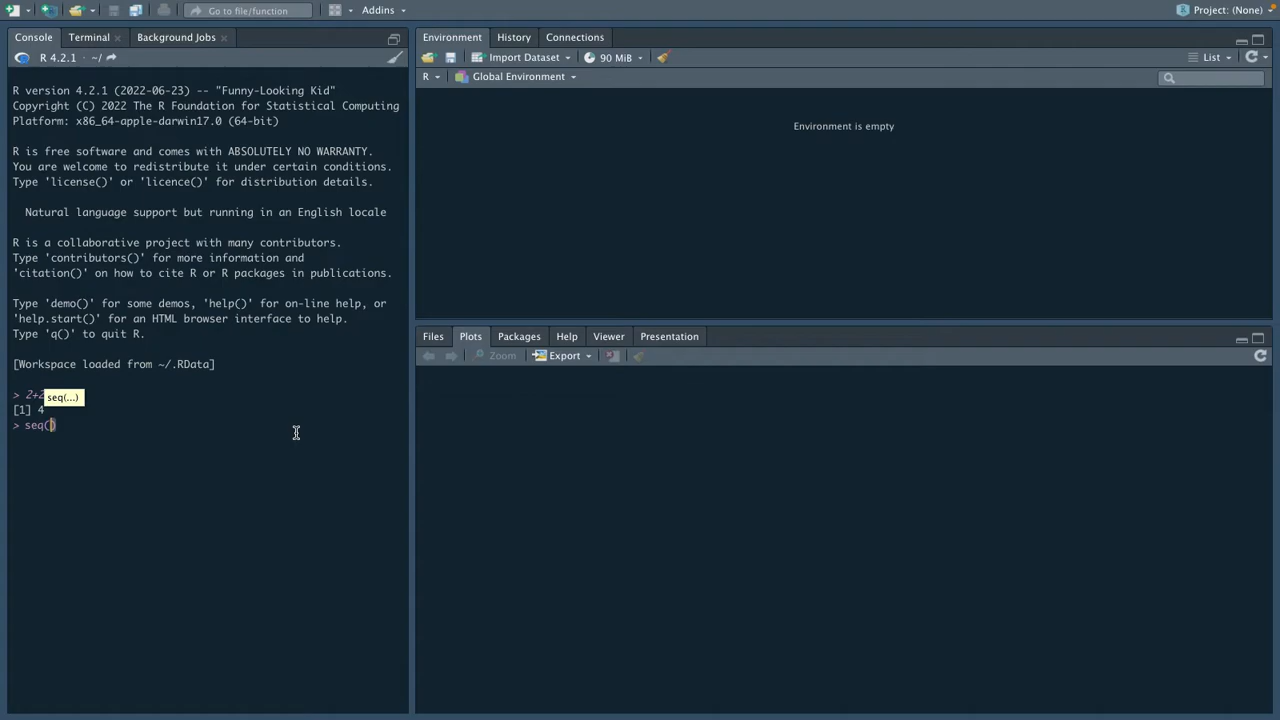 Go to file/function
Addins
Project: (None)
Console
Terminal
Background Jobs
R 4.2.1 · ~/
R version 4.2.1 (2022-06-23) -- "Funny-Looking Kid"
Copyright (C) 2022 The R Foundation for Statistical Computing
Platform: x86_64-apple-darwin17.0 (64-bit)
R is free software and comes with ABSOLUTELY NO WARRANTY.
You are welcome to redistribute it under certain conditions.
Type 'license()' or 'licence()' for distribution details.
Natural language support but running in an English locale
R is a collaborative project with many contributors.
Type 'contributors()' for more information and
'citation()' on how to cite R or R packages in publications.
Type 'demo()' for some demos, 'help()' for on-line help, or
'help.start()' for an HTML browser interface to help.
Type 'q()' to quit R.
[Workspace loaded from ~/.RData]
> 2+2
seq(...)
[1] 4
> seq()
Environment
History
Connections
Import Dataset
90 MiB
List
R
Global Environment
Environment is empty
Files
Plots
Packages
Help
Viewer
Presentation
Zoom
Export